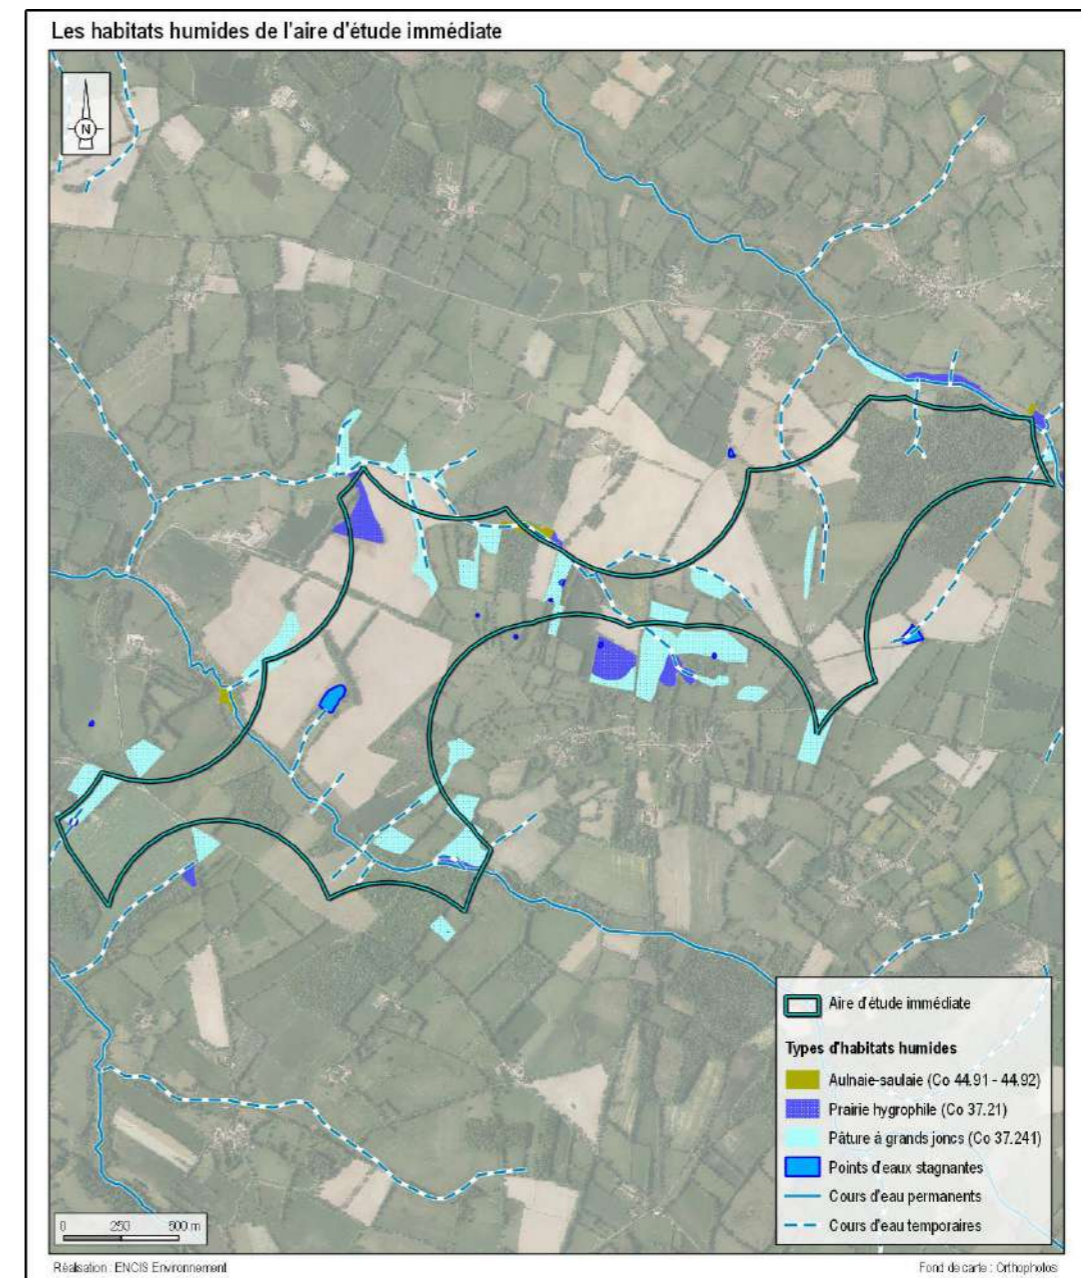 Les habitats humides de l'aire d'étude immédiate
N
Aire d'étude immédiate
Types d'habitats humides
Aulnaie-saulaie (Co 44.91 - 44.92)
Prairie hygrophile (Co 37.21)
Pâture à grands joncs (Co 37.241)
Points d'eaux stagnantes
Cours d'eau permanents
Cours d'eau temporaires
0 250 500 m
Réalisation : ENCIS Environnement
Fond de carte : Orthophotos